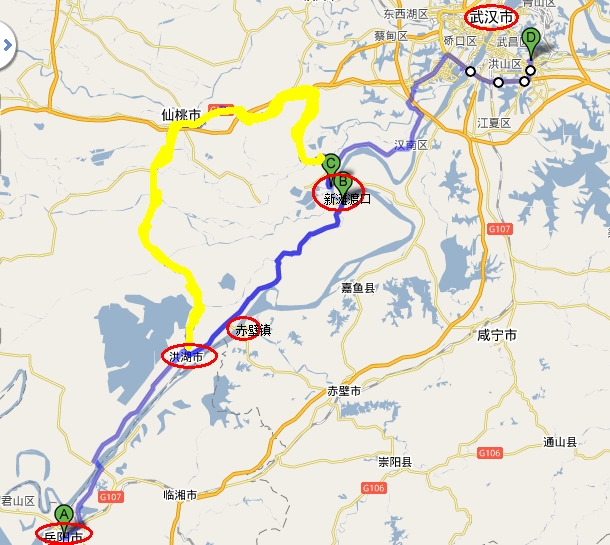 东西湖区
武汉市
青山区
蔡甸区
硚口区
武昌区
D
洪山区
仙桃市
江夏区
汉南区
C
B
新滩渡口
G107
嘉鱼县
赤壁镇
咸宁市
洪湖市
赤壁市
通山县
崇阳县
G106
G106
临湘市
G107
君山区
A
岳阳市